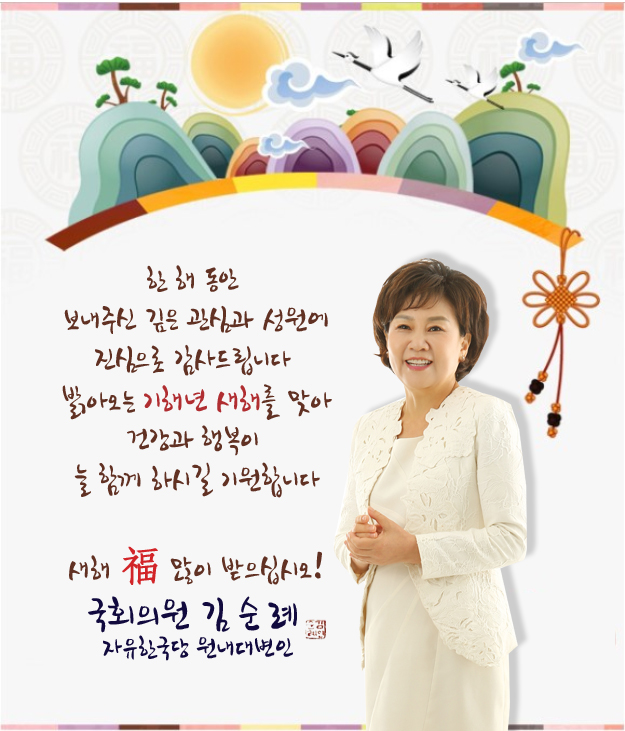 한 해 동안
보내주신 깊은 관심과 성원에
진심으로 감사드립니다
밝아오는 기해년 새해를 맞아
건강과 행복이
늘 함께 하시길 기원합니다
새해 福 많이 받으십시오!
국회의원 김순례
자유한국당 원내대변인